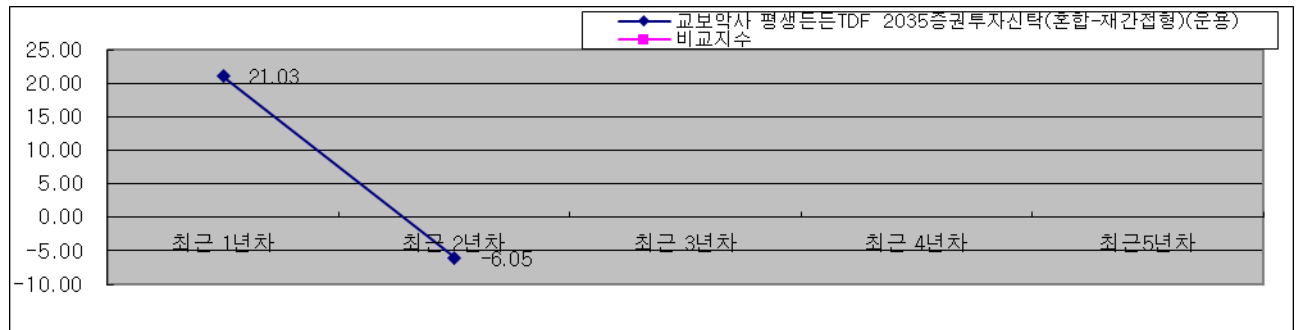 교보악사 평생든든TDF 2035증권투자신탁(혼합-재간접형)(운용)
비교지수
25.00
20.00
15.00
10.00
5.00
0.00
-5.00
-10.00
21.03
-6.05
최근 1년차
최근 2년차
최근 3년차
최근 4년차
최근5년차